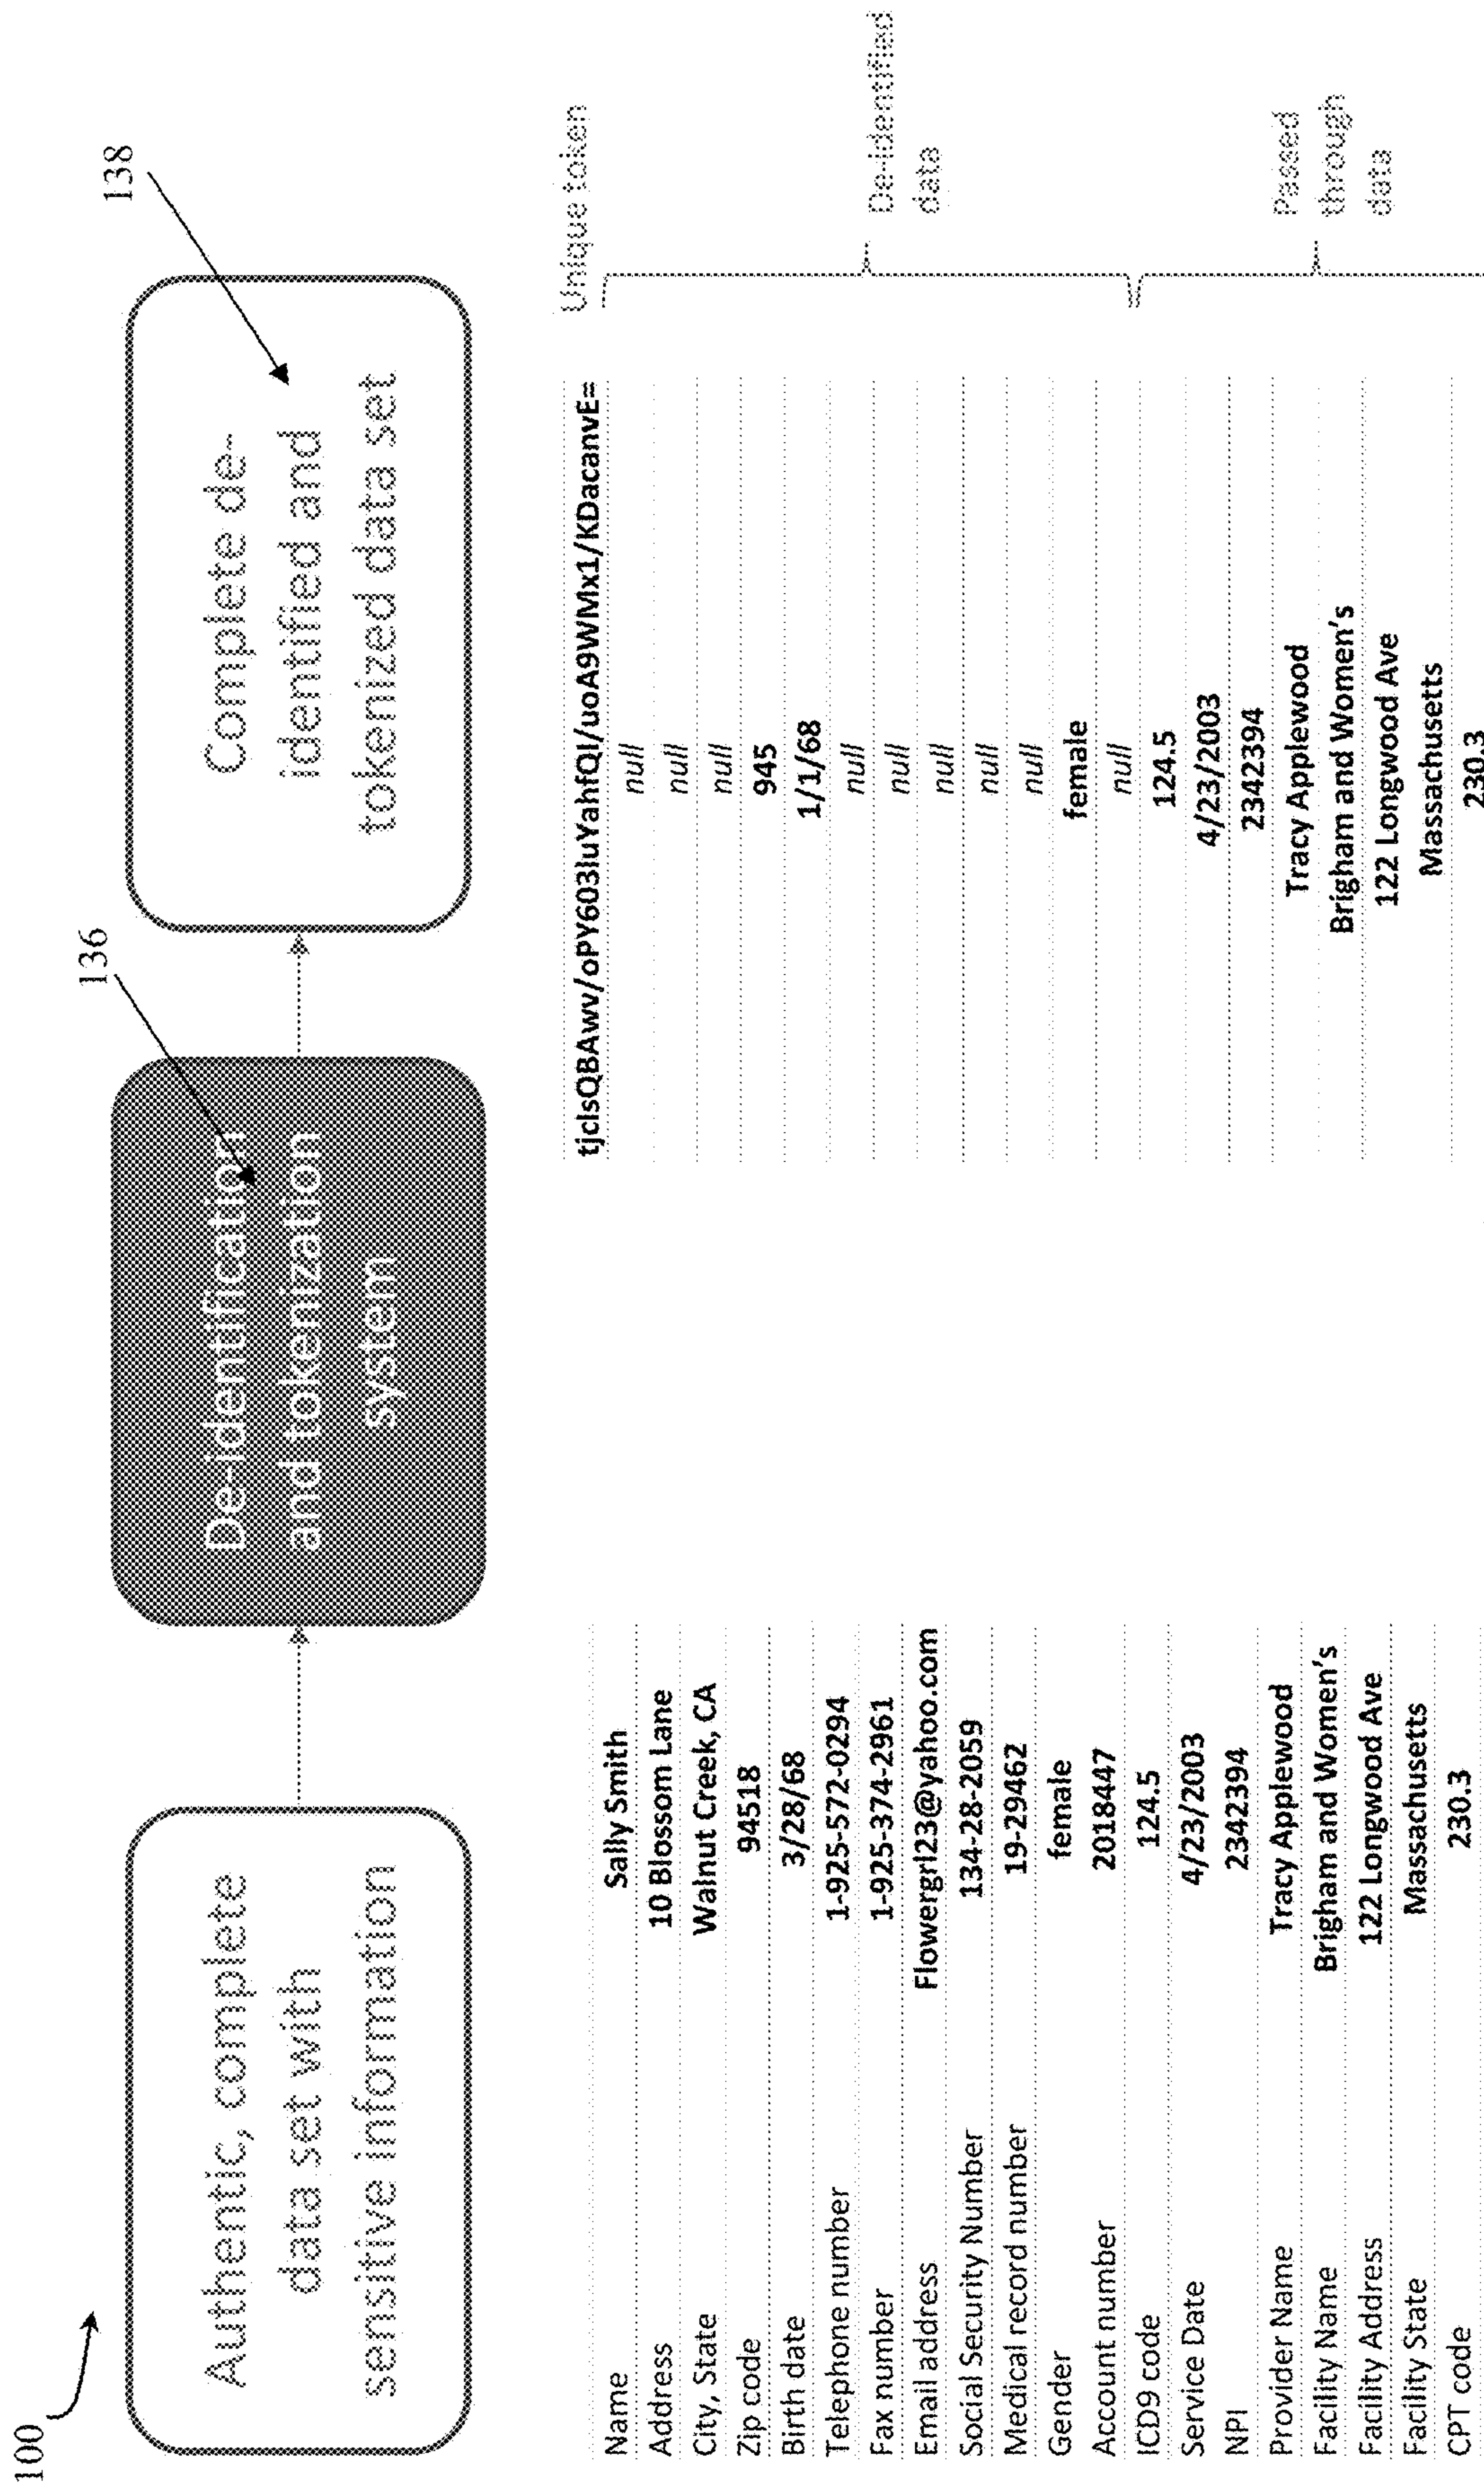 100
Authentic, complete
data set with
sensitive information
136
De-identification
and tokenization
system
138
Complete de-
identified and
tokenized data set
Name Sally Smith
Address 10 Blossom Lane
City, State Walnut Creek, CA
Zip code 94518
Birth date 3/28/68
Telephone number 1-925-572-0294
Fax number 1-925-374-2961
Email address Flowergrl23@yahoo.com
Social Security Number 134-28-2059
Medical record number 19-29462
Gender female
Account number 2018447
ICD9 code 124.5
Service Date 4/23/2003
NPI 2342394
Provider Name Tracy Applewood
Facility Name Brigham and Women's
Facility Address 122 Longwood Ave
Facility State Massachusetts
CPT code 230.3
tjclsQBAwv/oPY603luYahfQI/uoA9WMx1/KDacanvE=
null
null
null
945
1/1/68
null
null
null
null
null
female
null
124.5
4/23/2003
2342394
Tracy Applewood
Brigham and Women's
122 Longwood Ave
Massachusetts
230.3
Unique token
De-identified
data
Passed
through
data